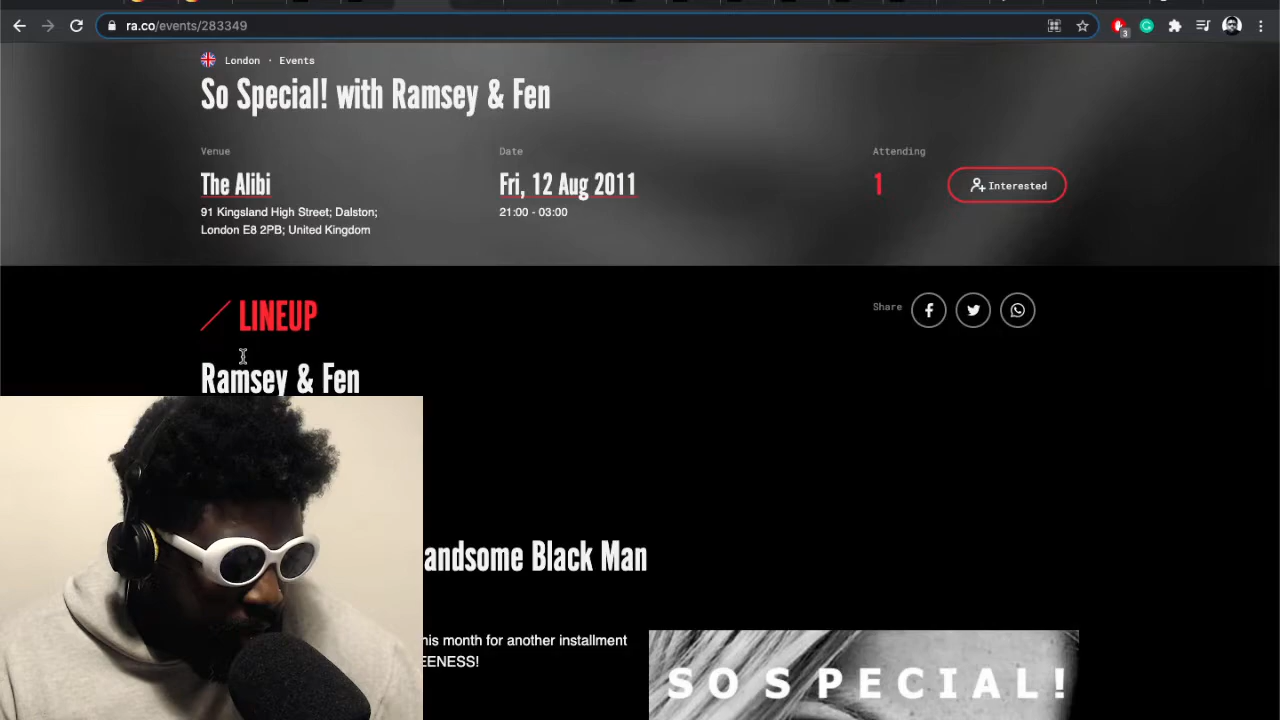 ra.co/events/283349
3
London · Events
So Special! with Ramsey & Fen
Venue
Date
Attending
The Alibi
Fri, 12 Aug 2011
1
Interested
91 Kingsland High Street; Dalston;
21:00 - 03:00
London E8 2PB; United Kingdom
LINEUP
Share
Ramsey & Fen
andsome Black Man
his month for another installment
EENESS!
SO SPECIAL!